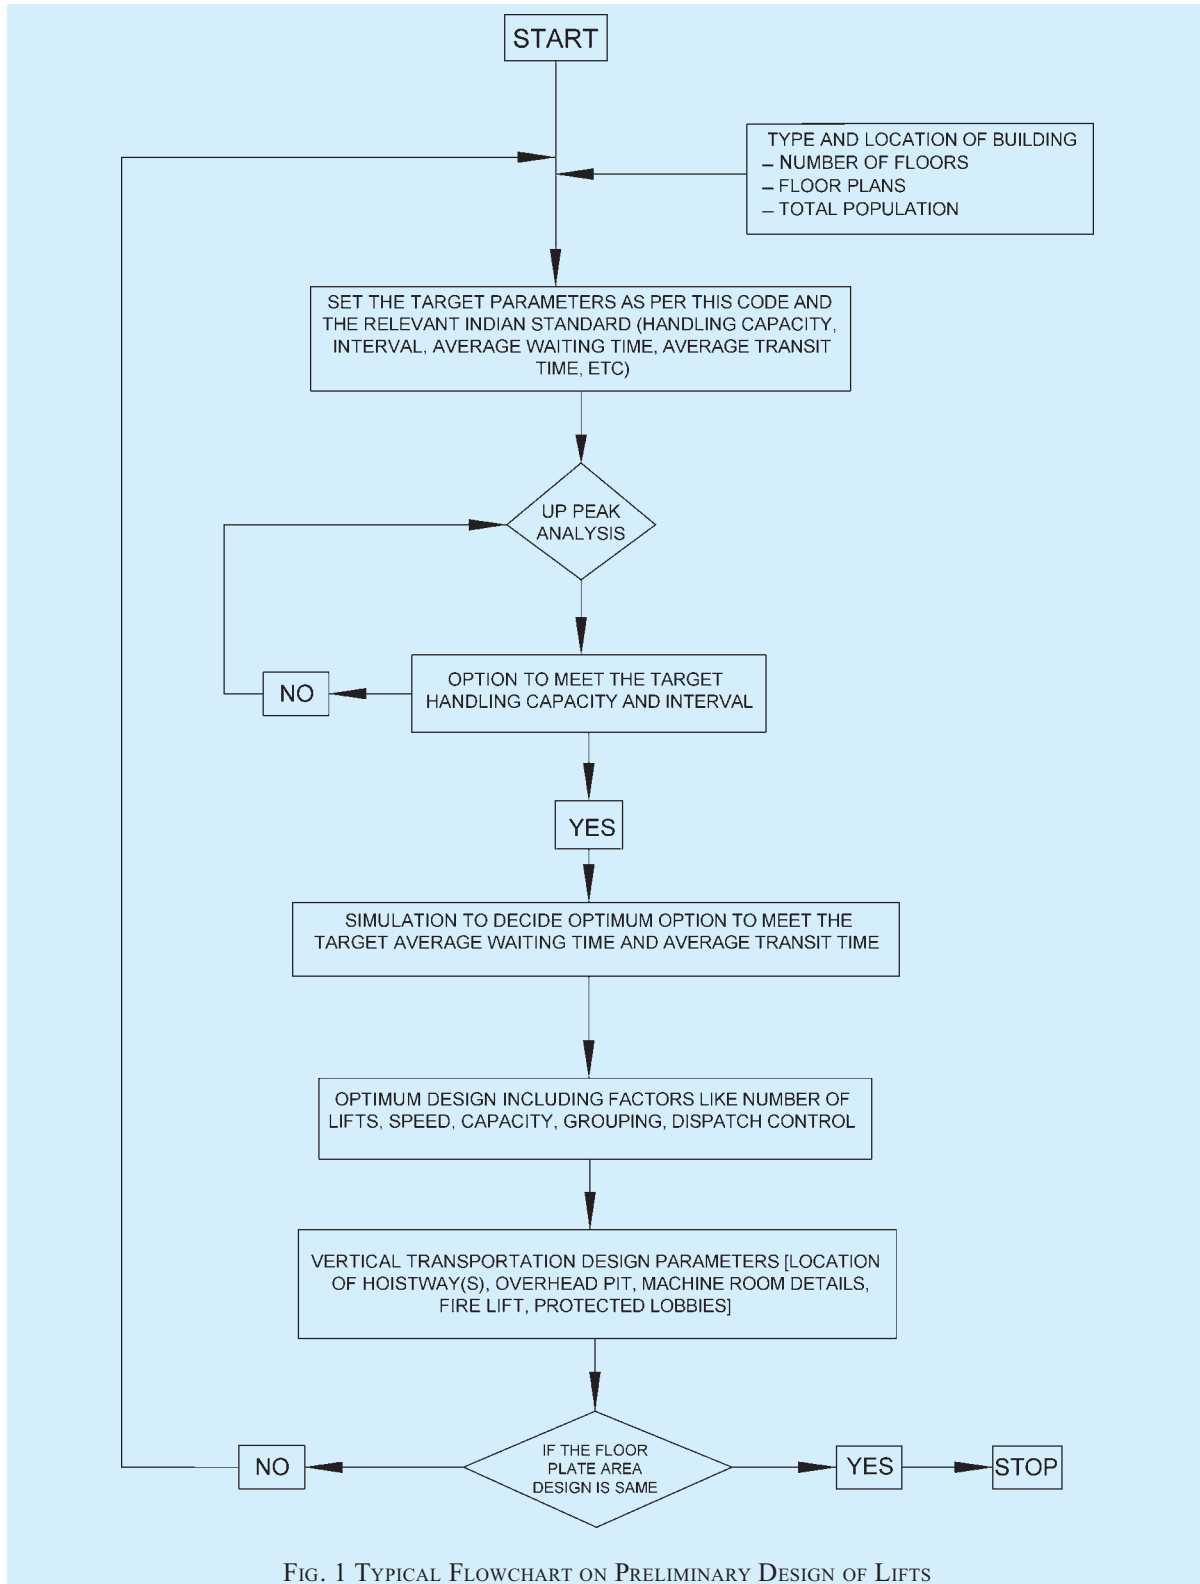 START
TYPE AND LOCATION OF BUILDING
– NUMBER OF FLOORS
– FLOOR PLANS
– TOTAL POPULATION
SET THE TARGET PARAMETERS AS PER THIS CODE AND
THE RELEVANT INDIAN STANDARD (HANDLING CAPACITY,
INTERVAL, AVERAGE WAITING TIME, AVERAGE TRANSIT
TIME, ETC)
UP PEAK
ANALYSIS
OPTION TO MEET THE TARGET
HANDLING CAPACITY AND INTERVAL
NO
YES
SIMULATION TO DECIDE OPTIMUM OPTION TO MEET THE
TARGET AVERAGE WAITING TIME AND AVERAGE TRANSIT TIME
OPTIMUM DESIGN INCLUDING FACTORS LIKE NUMBER OF
LIFTS, SPEED, CAPACITY, GROUPING, DISPATCH CONTROL
VERTICAL TRANSPORTATION DESIGN PARAMETERS [LOCATION
OF HOISTWAY(S), OVERHEAD PIT, MACHINE ROOM DETAILS,
FIRE LIFT, PROTECTED LOBBIES]
IF THE FLOOR
PLATE AREA
DESIGN IS SAME
NO
YES
STOP
FIG. 1 TYPICAL FLOWCHART ON PRELIMINARY DESIGN OF LIFTS